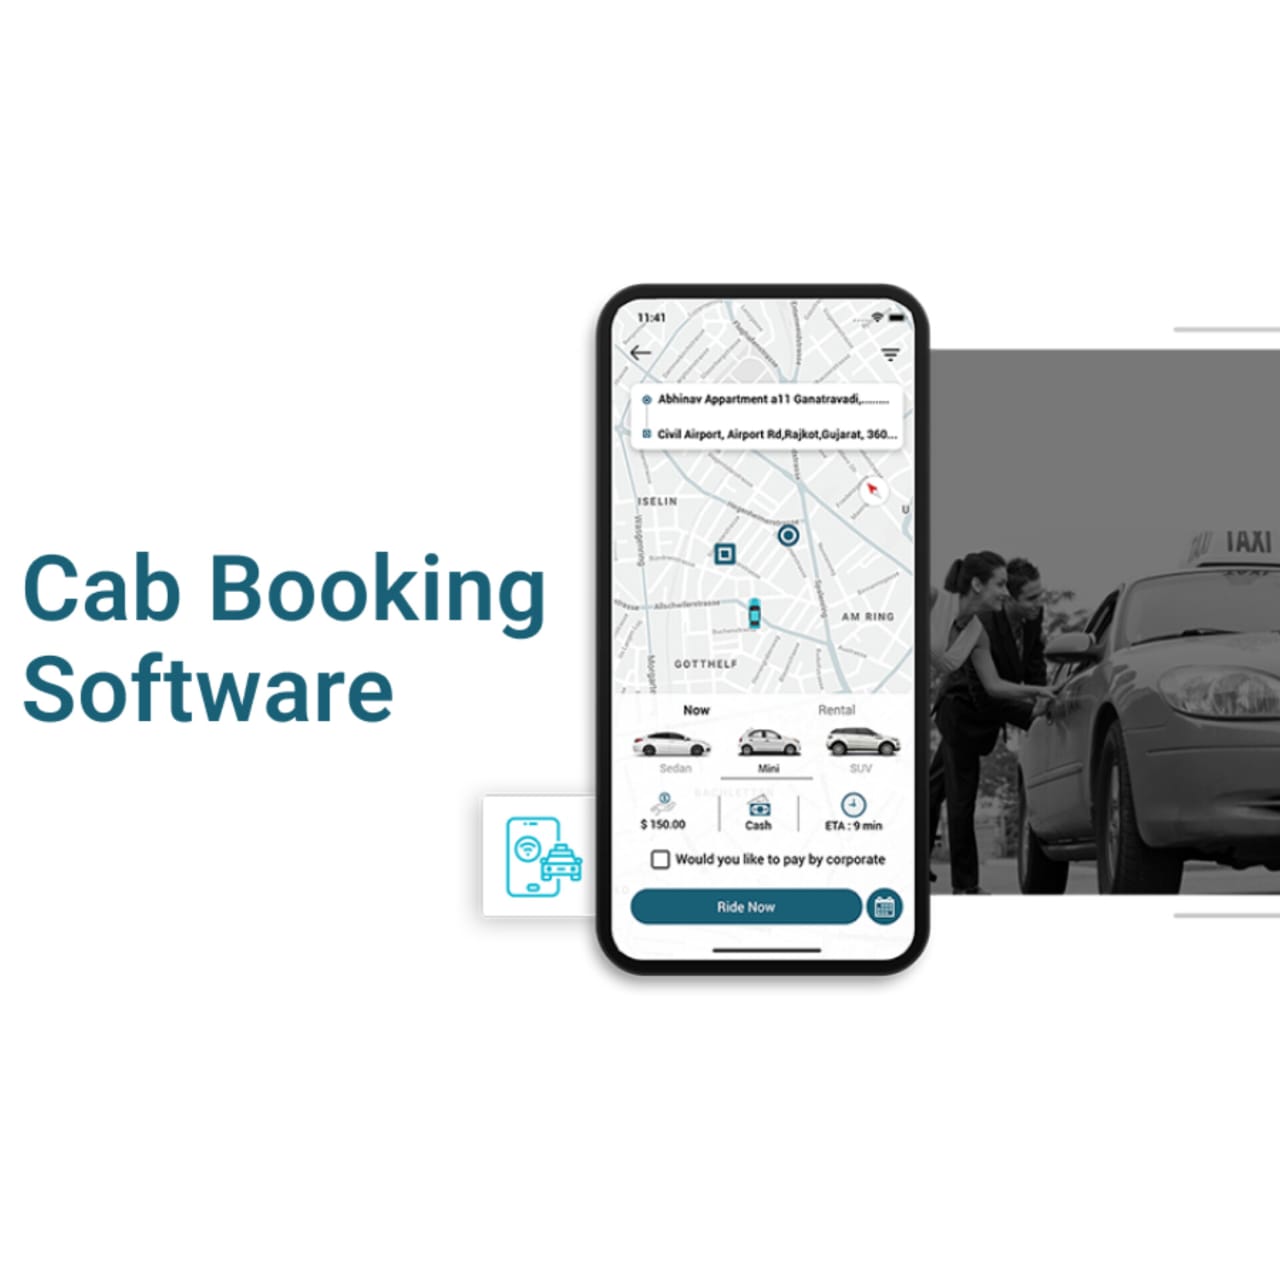 Cab Booking
Software
11:41
Abhinav Appartment a11 Ganatravadi,.........
Civil Airport, Airport Rd,Rajkot,Gujarat, 360...
ISELIN
AM RING
GOTTHELF
Now
Rental
Sedan
Mini
SUV
$ 150.00
Cash
ETA : 9 min
Would you like to pay by corporate
Ride Now
TAXI